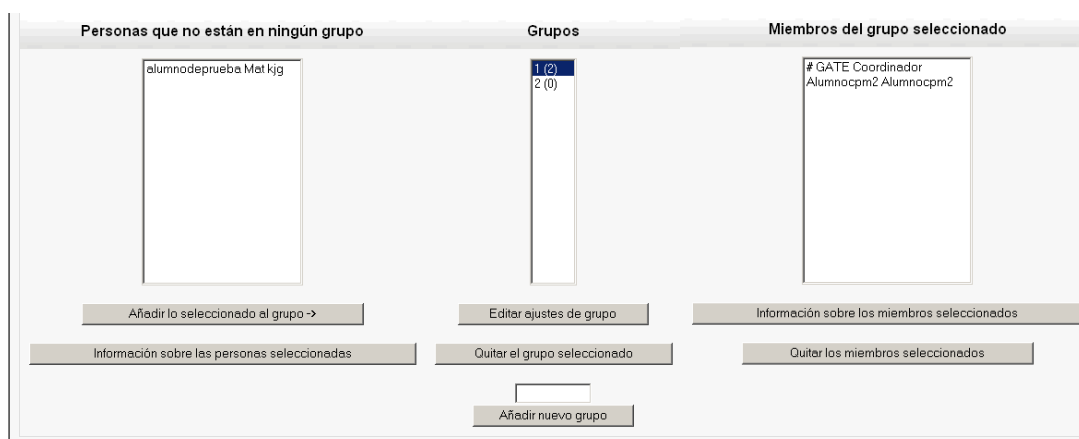 Personas que no están en ningún grupo
Grupos
Miembros del grupo seleccionado
alumnodeprueba Mat kjg
1 (2)
2 (0)
# GATE Coordinador
Alumnocpm2 Alumnocpm2
Añadir lo seleccionado al grupo ->
Editar ajustes de grupo
Información sobre los miembros seleccionados
Información sobre las personas seleccionadas
Quitar el grupo seleccionado
Quitar los miembros seleccionados
Añadir nuevo grupo